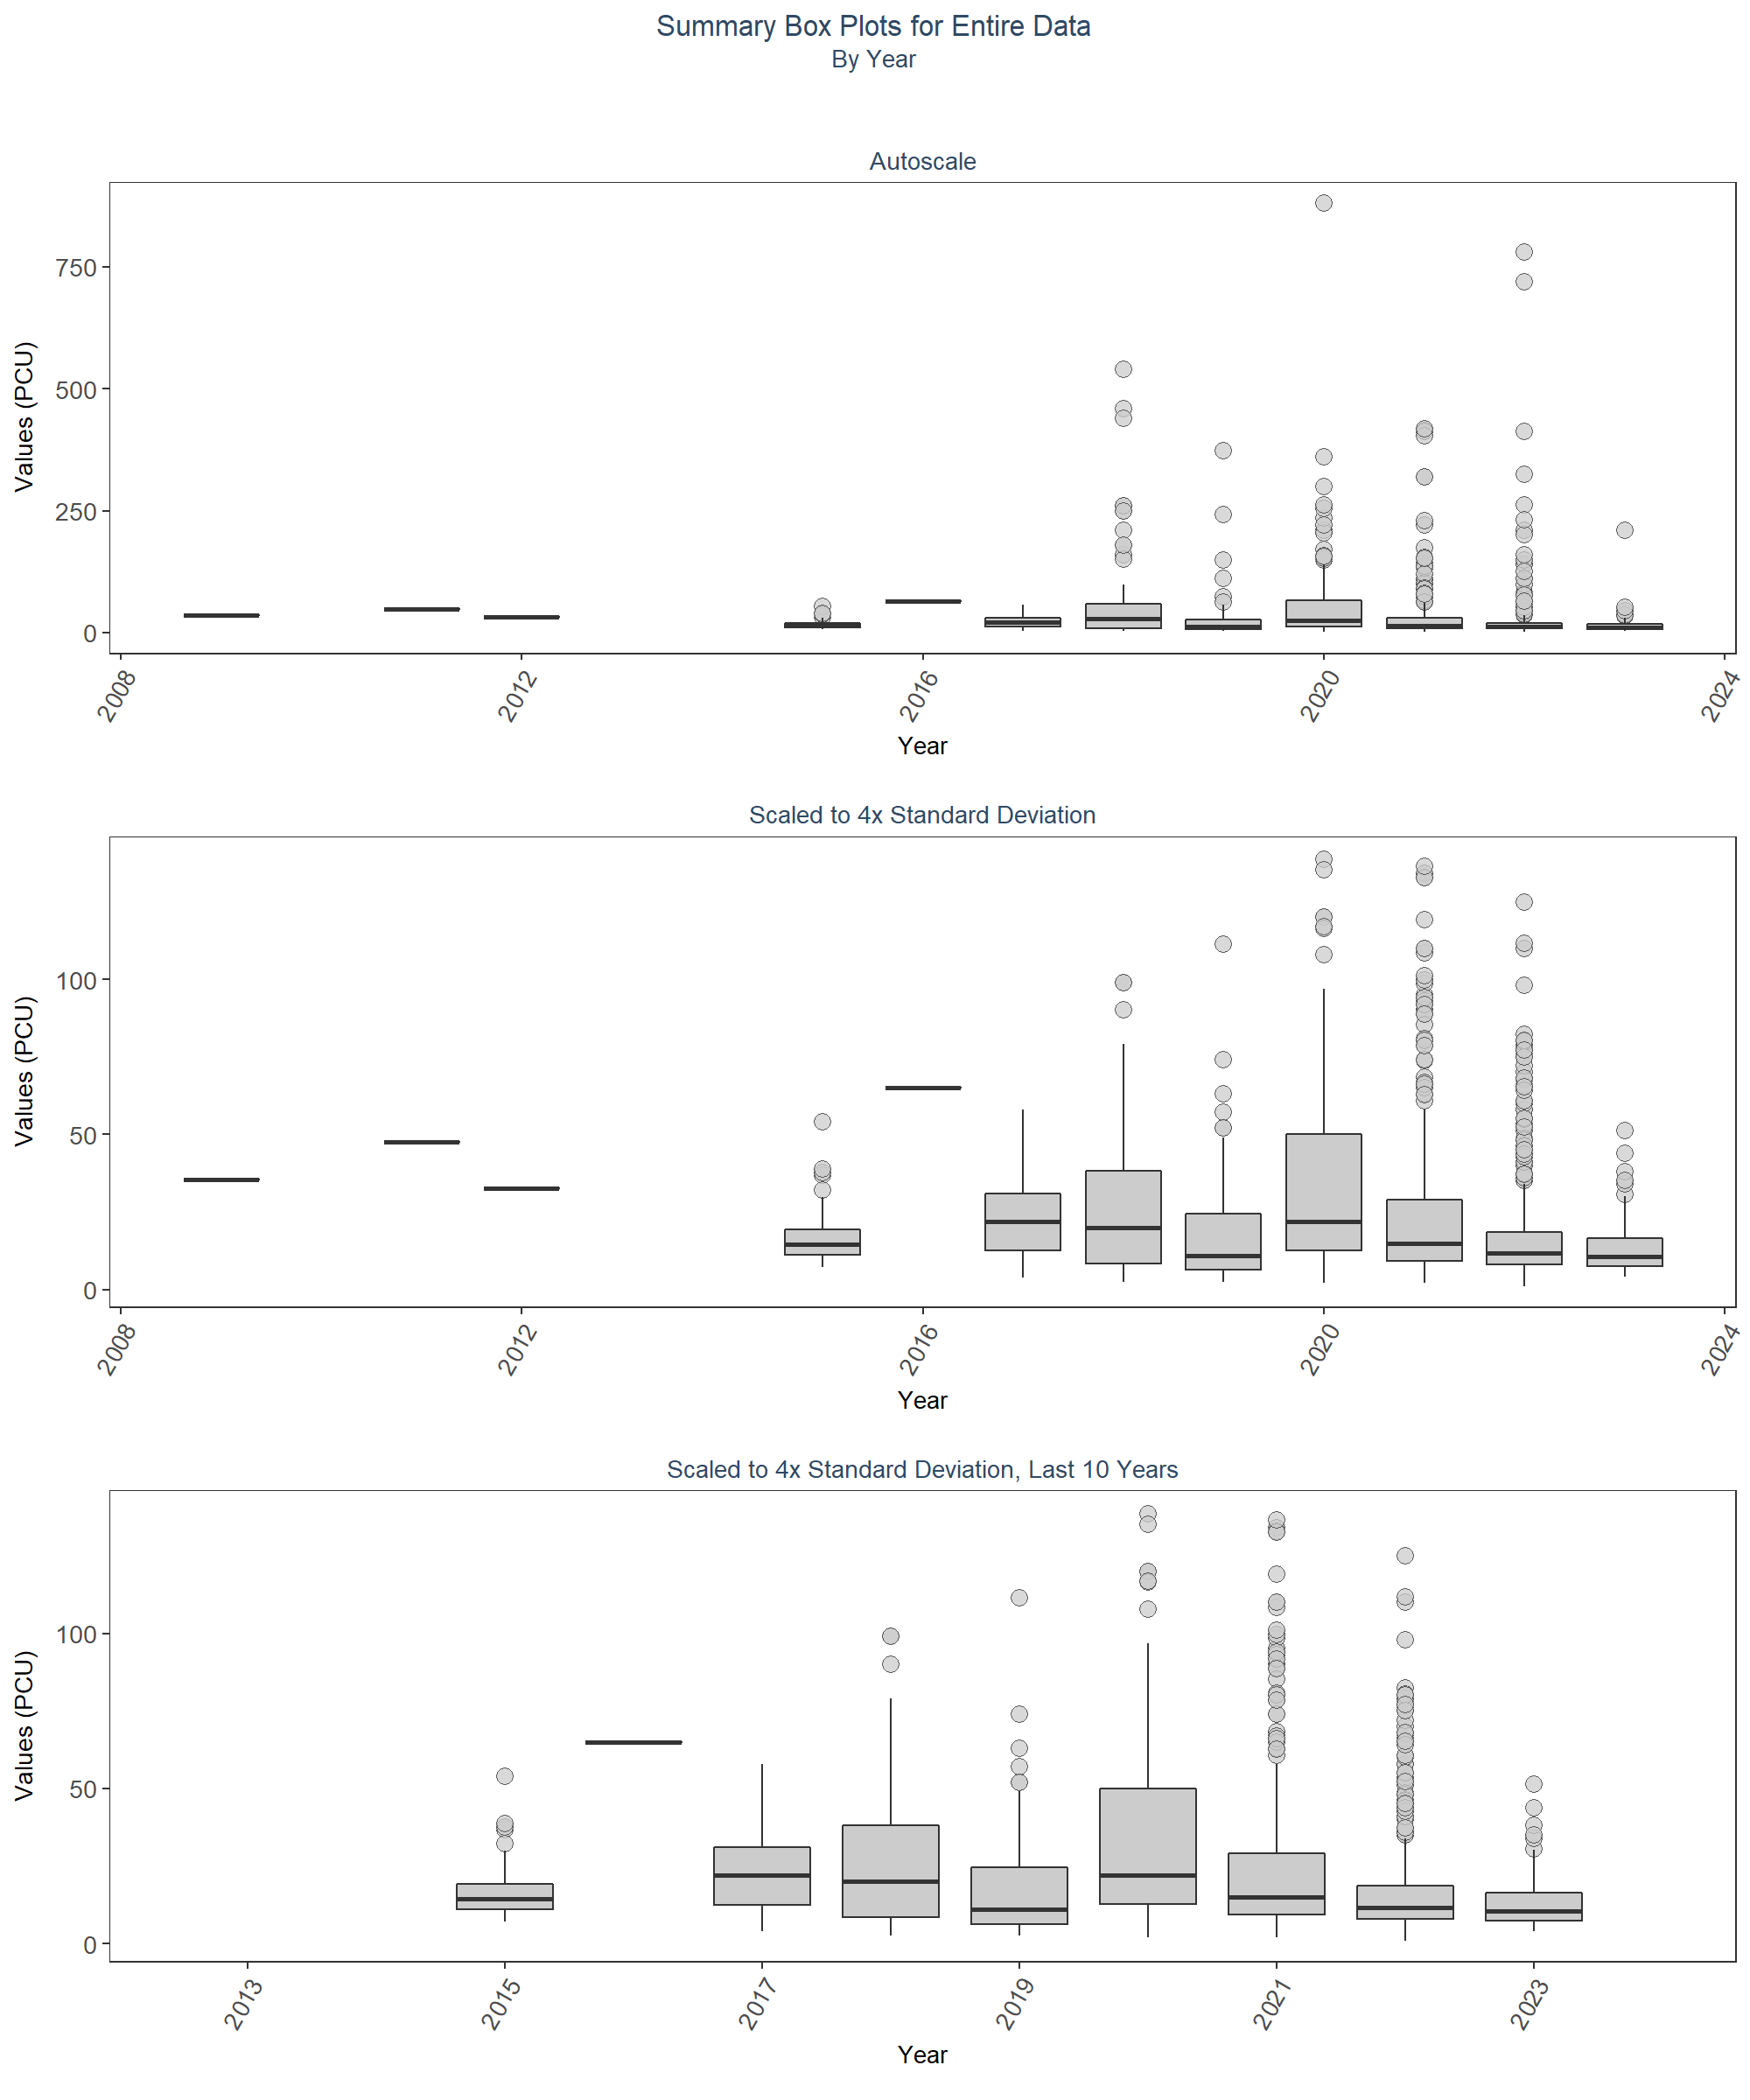 Summary Box Plots for Entire Data
By Year
Autoscale
Values (PCU)
750
500
250
0
2008
2012
2016
2020
2024
Year
Scaled to 4x Standard Deviation
Values (PCU)
100
50
0
2008
2012
2016
2020
2024
Year
Scaled to 4x Standard Deviation, Last 10 Years
Values (PCU)
100
50
0
2013
2015
2017
2019
2021
2023
Year